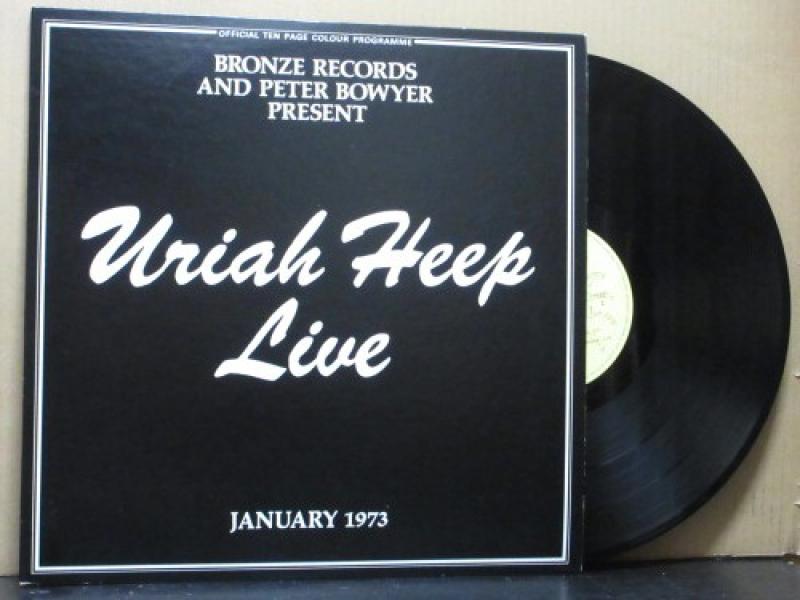 OFFICIAL TEN PAGE COLOUR PROGRAMME
BRONZE RECORDS
AND PETER BOWYER
PRESENT
Uriah Heep
Live
JANUARY 1973